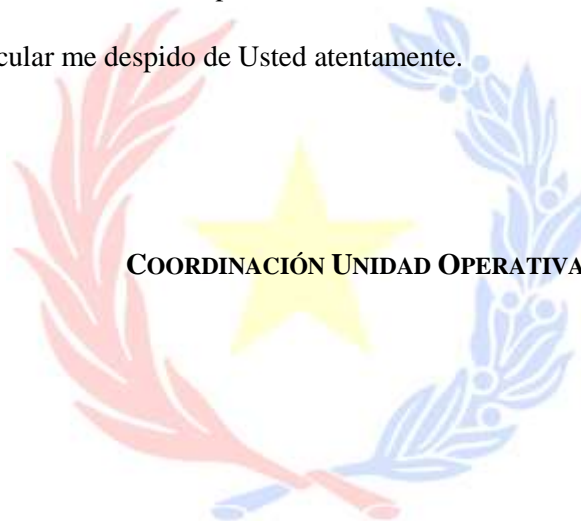 cular me despido de Usted atentamente.
COORDINACIÓN UNIDAD OPERATIVA